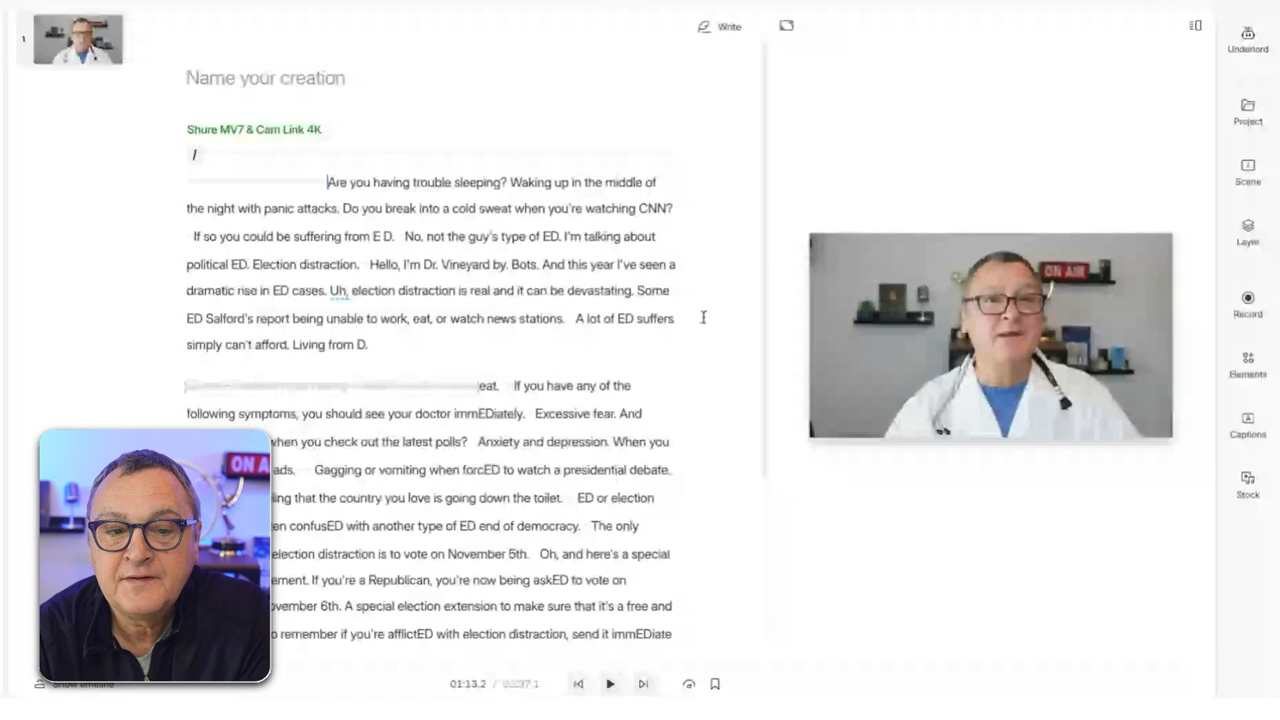 1
Write
Underlord
Name your creation
Project
Shure MV7 & Cam Link 4K
/
Are you having trouble sleeping? Waking up in the middle of
the night with panic attacks. Do you break into a cold sweat when you're watching CNN?
If so you could be suffering from E D. No, not the guy's type of ED. I'm talking about
political ED. Election distraction. Hello, I'm Dr. Vineyard by. Bots. And this year I've seen a
dramatic rise in ED cases. Uh, election distraction is real and it can be devastating. Some
ED Salford's report being unable to work, eat, or watch news stations. A lot of ED suffers
simply can't afford. Living from D.
eat. If you have any of the
following symptoms, you should see your doctor immEDiately. Excessive fear. And
when you check out the latest polls? Anxiety and depression. When you
ads. Gagging or vomiting when forcED to watch a presidential debate.
ling that the country you love is going down the toilet. ED or election
en confusED with another type of ED end of democracy. The only
election distraction is to vote on November 5th. Oh, and here's a special
ement. If you're a Republican, you're now being askED to vote on
vember 6th. A special election extension to make sure that it's a free and
o remember if you're afflictED with election distraction, send it immEDiate
Scene
Layer
Record
Elements
Captions
Stock
ON AIR
ON A
Show timeline
01:13.2 /